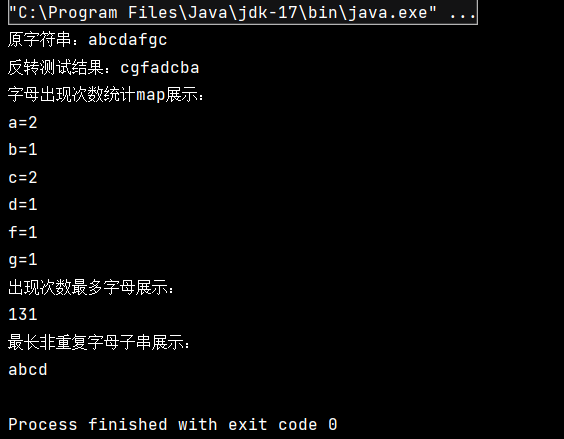 "C:\Program Files\Java\jdk-17\bin\java.exe" ...
原字符串：abcdafgc
反转测试结果：cgfadcba
字母出现次数统计map展示：
a=2
b=1
c=2
d=1
f=1
g=1
出现次数最多字母展示：
131
最长非重复字母子串展示：
abcd
Process finished with exit code 0